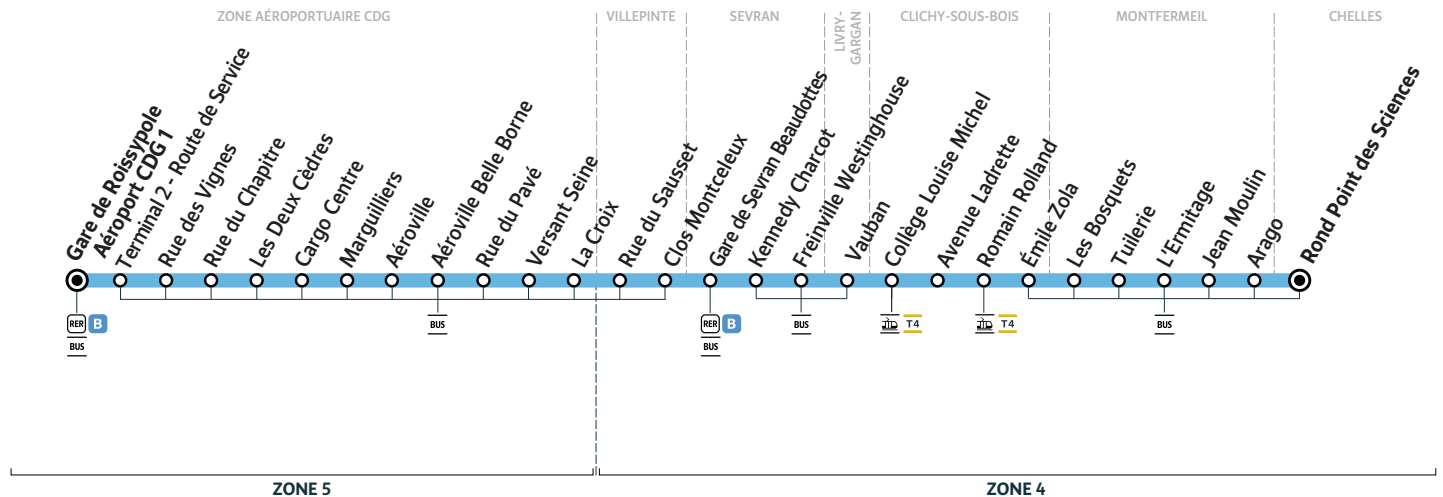 ZONE AÉROPORTUAIRE CDG
VILLEPINTE
SEVRAN
LIVRY-
GARGAN
CLICHY-SOUS-BOIS
MONTFERMEIL
CHELLES
Gare de Roissypole
Aéroport CDG 1
Terminal 2 - Route de Service
Rue des Vignes
Rue du Chapitre
Les Deux Cèdres
Cargo Centre
Marguilliers
Aéroville
Aéroville Belle Borne
Rue du Pavé
Versant Seine
La Croix
Rue du Sausset
Clos Montceleux
Gare de Sevran Beaudottes
Kennedy Charcot
Freinville Westinghouse
Vauban
Collège Louise Michel
Avenue Ladrette
Romain Rolland
Émile Zola
Les Bosquets
Tuilerie
L'Ermitage
Jean Moulin
Arago
Rond Point des Sciences
RER B
BUS
BUS
RER B
BUS
BUS
T4
T4
BUS
ZONE 5
ZONE 4